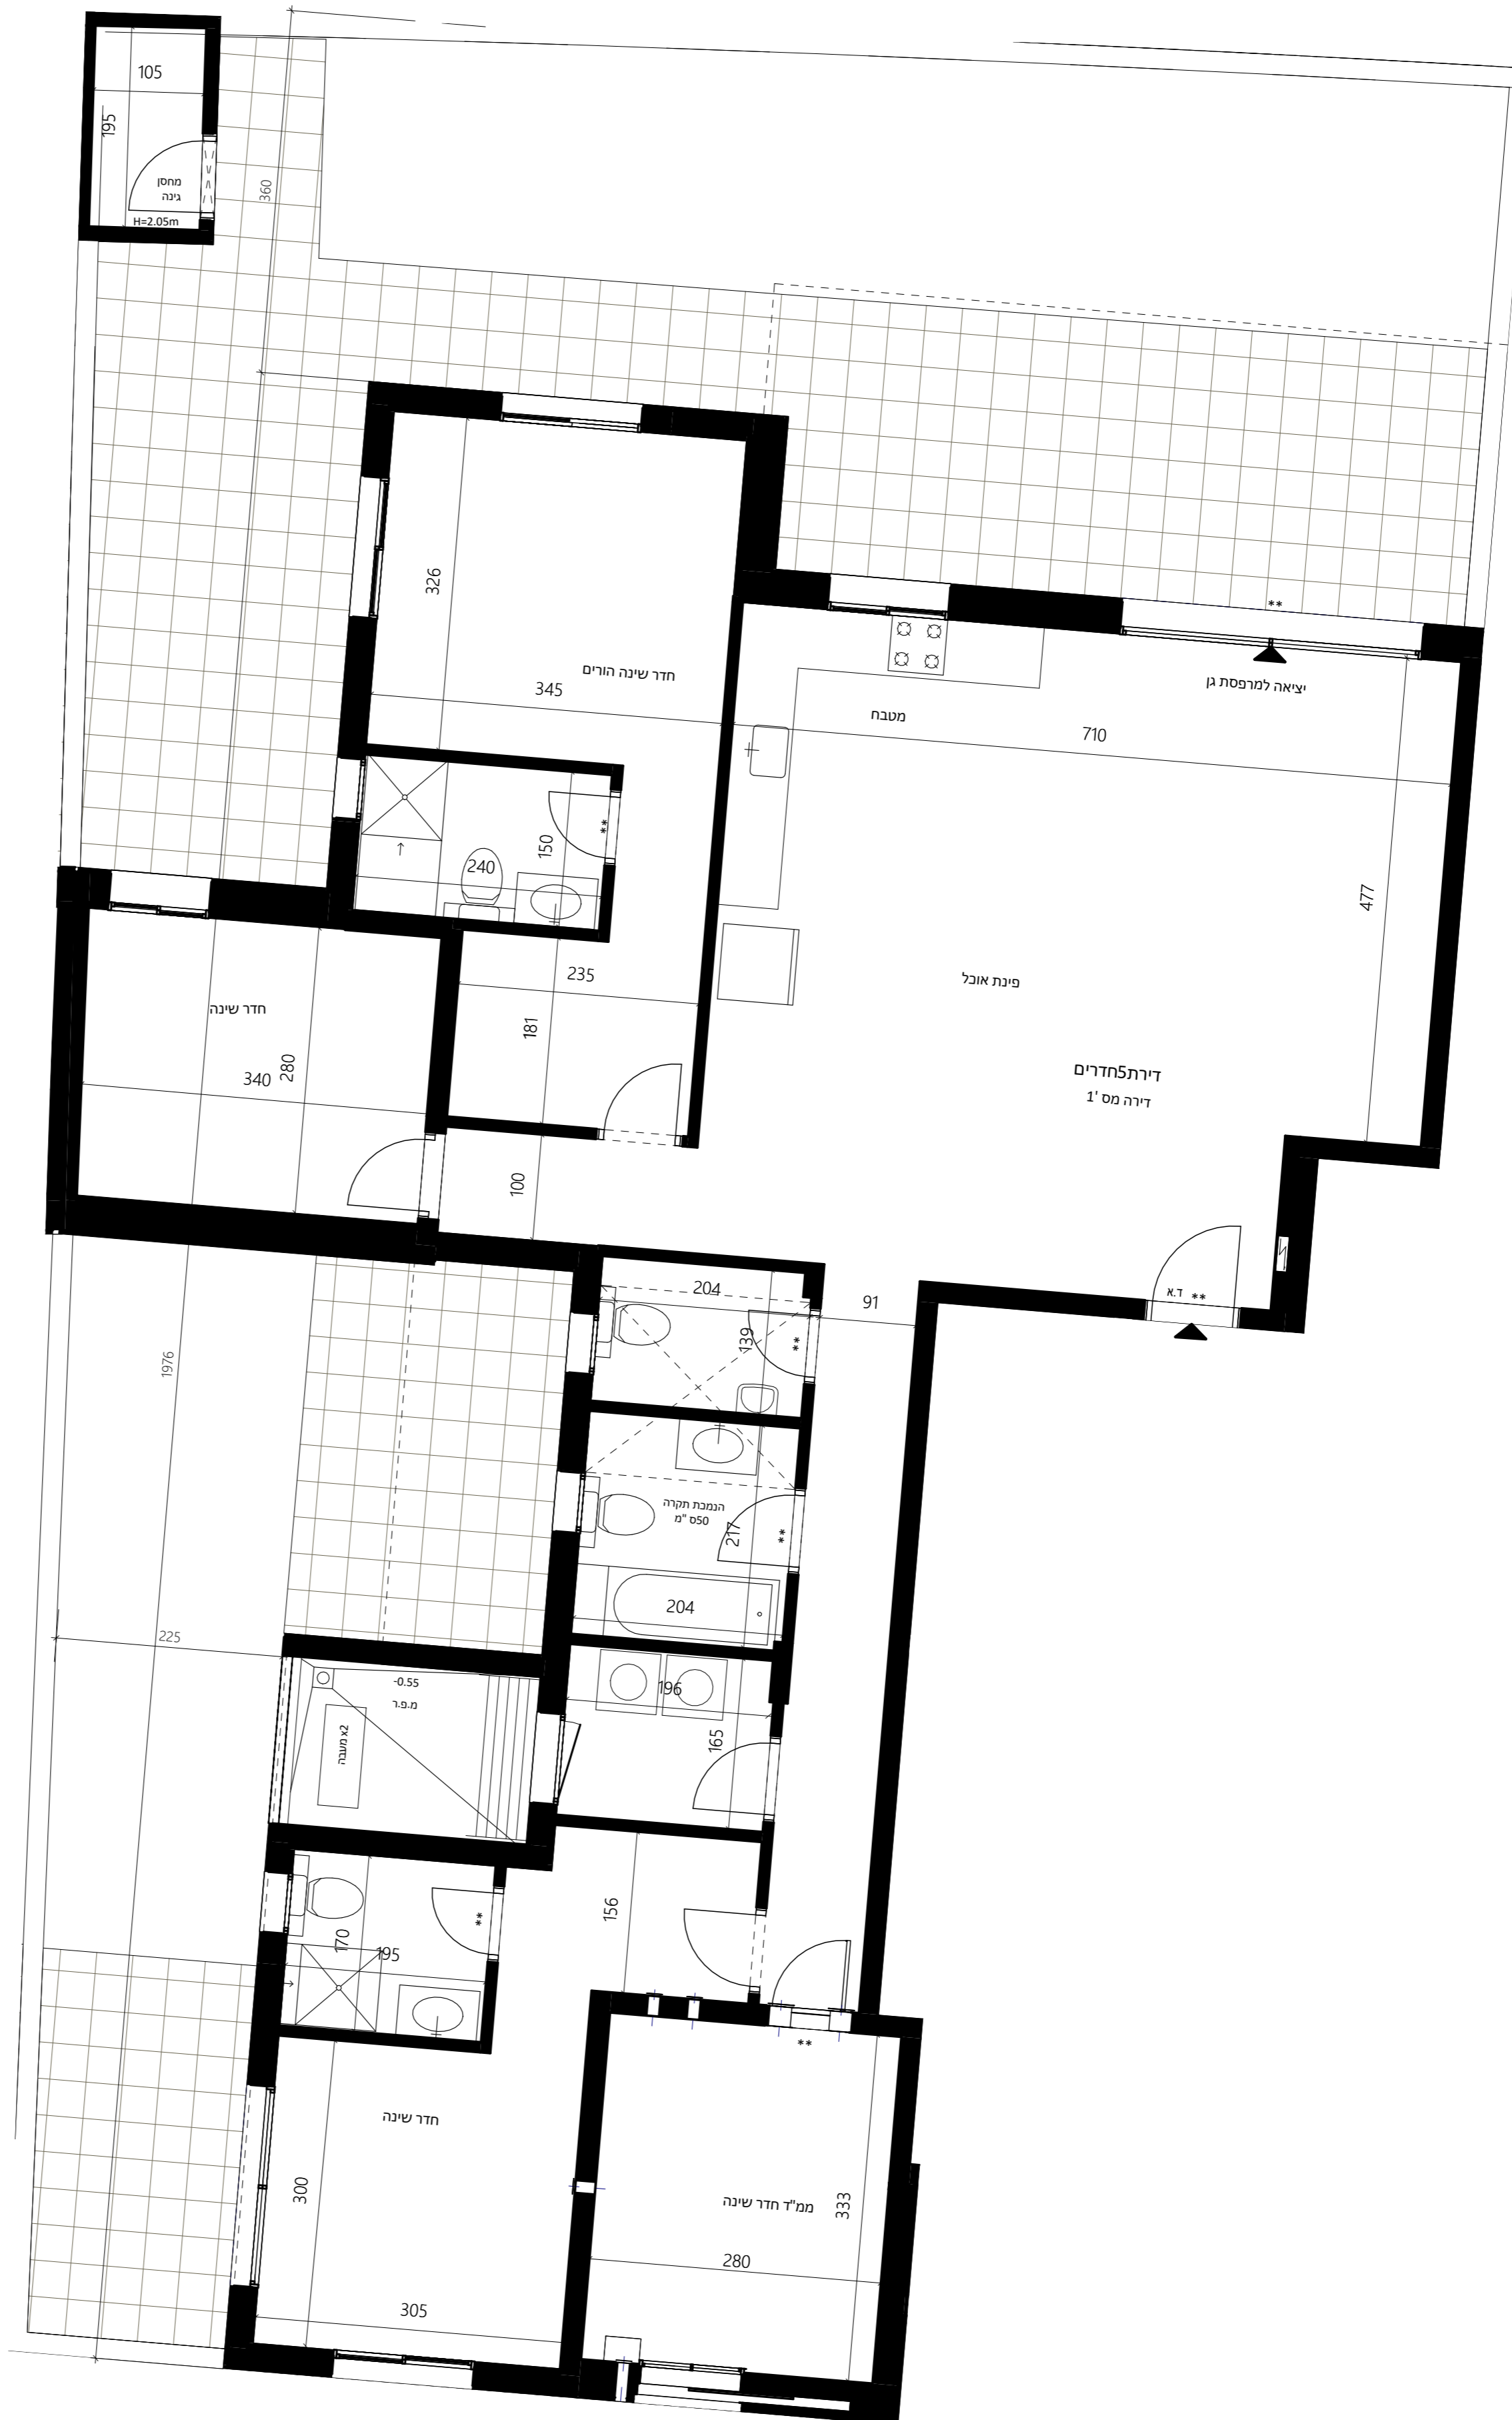 105
195
מחסן
גינה
H=2.05m
360
326
345
חדר שינה הורים
**
יציאה למרפסת גן
מטבח
710
477
240
150
**
235
181
פינת אוכל
דירת5חדרים
דירה מס '1
חדר שינה
340
280
100
204
139
**
91
ד.א **
1976
הנמכת תקרה
50ס "מ
217
**
204
225
-0.55
מ.פ.ר
x2 מעבה
196
165
156
170
195
**
**
חדר שינה
300
305
ממ"ד חדר שינה
333
280